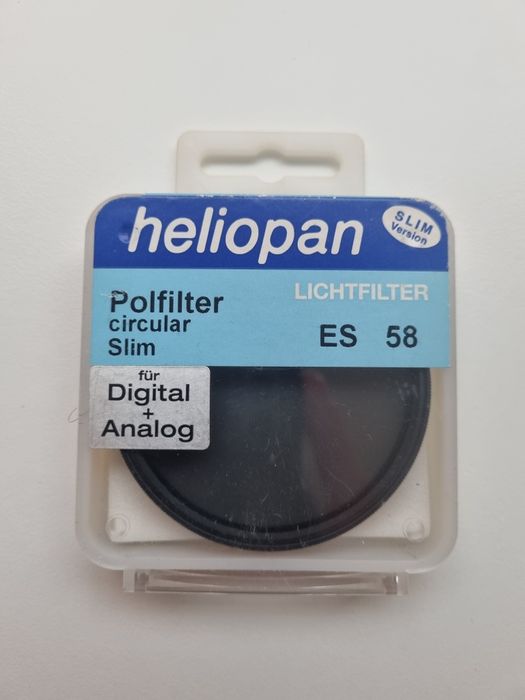 heliopan
SLIM
Version
LICHTFILTER
Polfilter
circular
Slim
ES 58
für
Digital
+
Analog